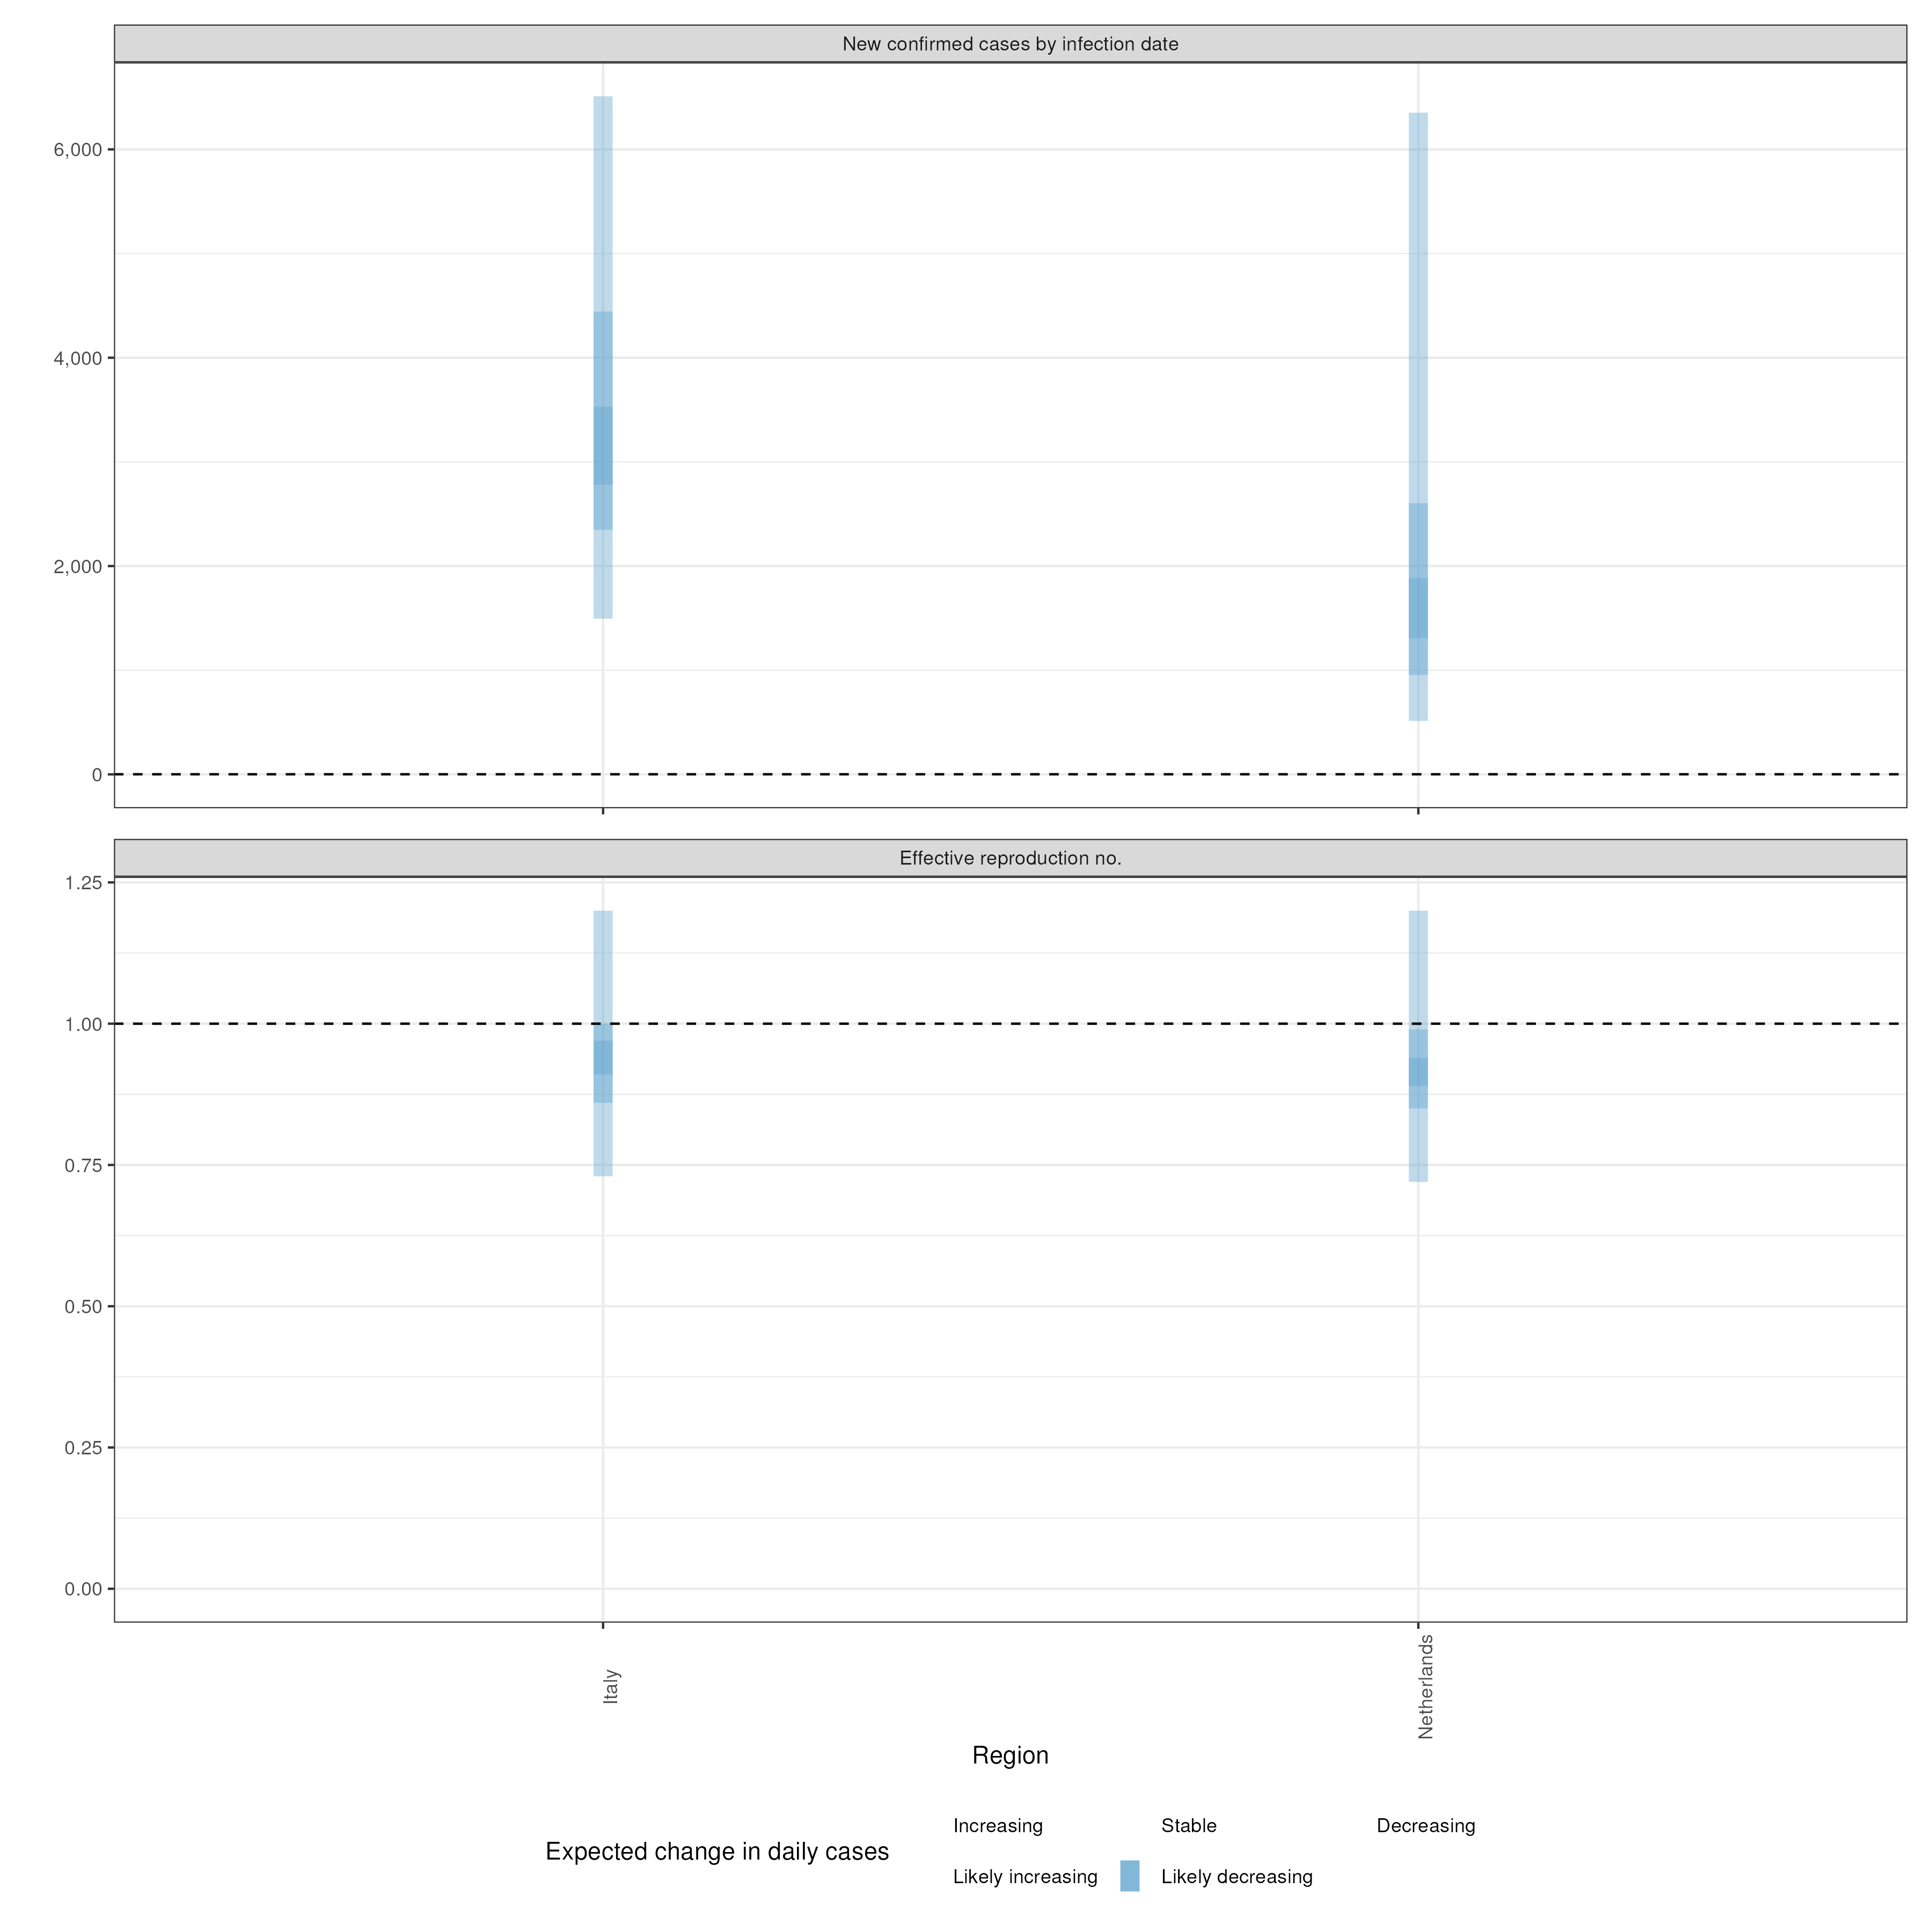 New confirmed cases by infection date
6,000
4,000
2,000
0
Effective reproduction no.
1.25
1.00
0.75
0.50
0.25
0.00
Italy
Netherlands
Region
Expected change in daily cases
Increasing
Stable
Decreasing
Likely increasing
Likely decreasing